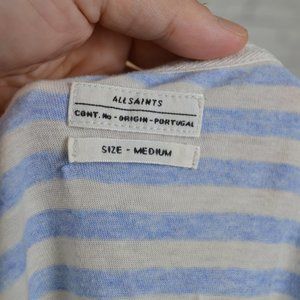 ALLSAINTS
CONT. No - ORIGIN - PORTUGAL
SIZE - MEDIUM